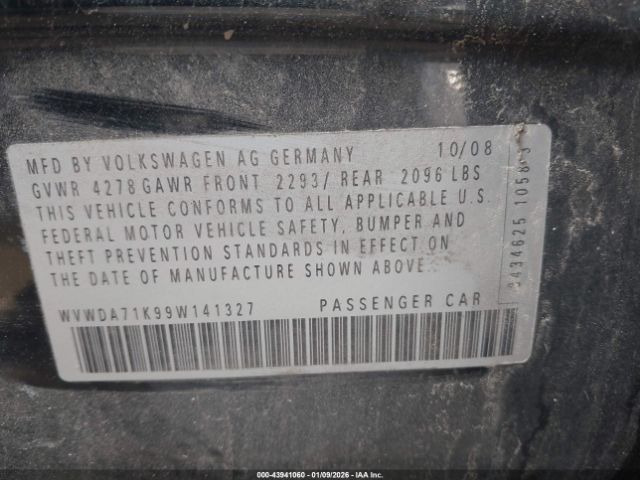 MFD BY VOLKSWAGEN AG GERMANY 10/08
GVWR 4278 GAWR FRONT 2293/ REAR 2096 LBS
THIS VEHICLE CONFORMS TO ALL APPLICABLE U.S.
FEDERAL MOTOR VEHICLE SAFETY, BUMPER AND
THEFT PREVENTION STANDARDS IN EFFECT ON
THE DATE OF MANUFACTURE SHOWN ABOVE.
WVWDA71K99W141327 PASSENGER CAR
000-43941060 - 01/09/2026 - IAAI Inc.